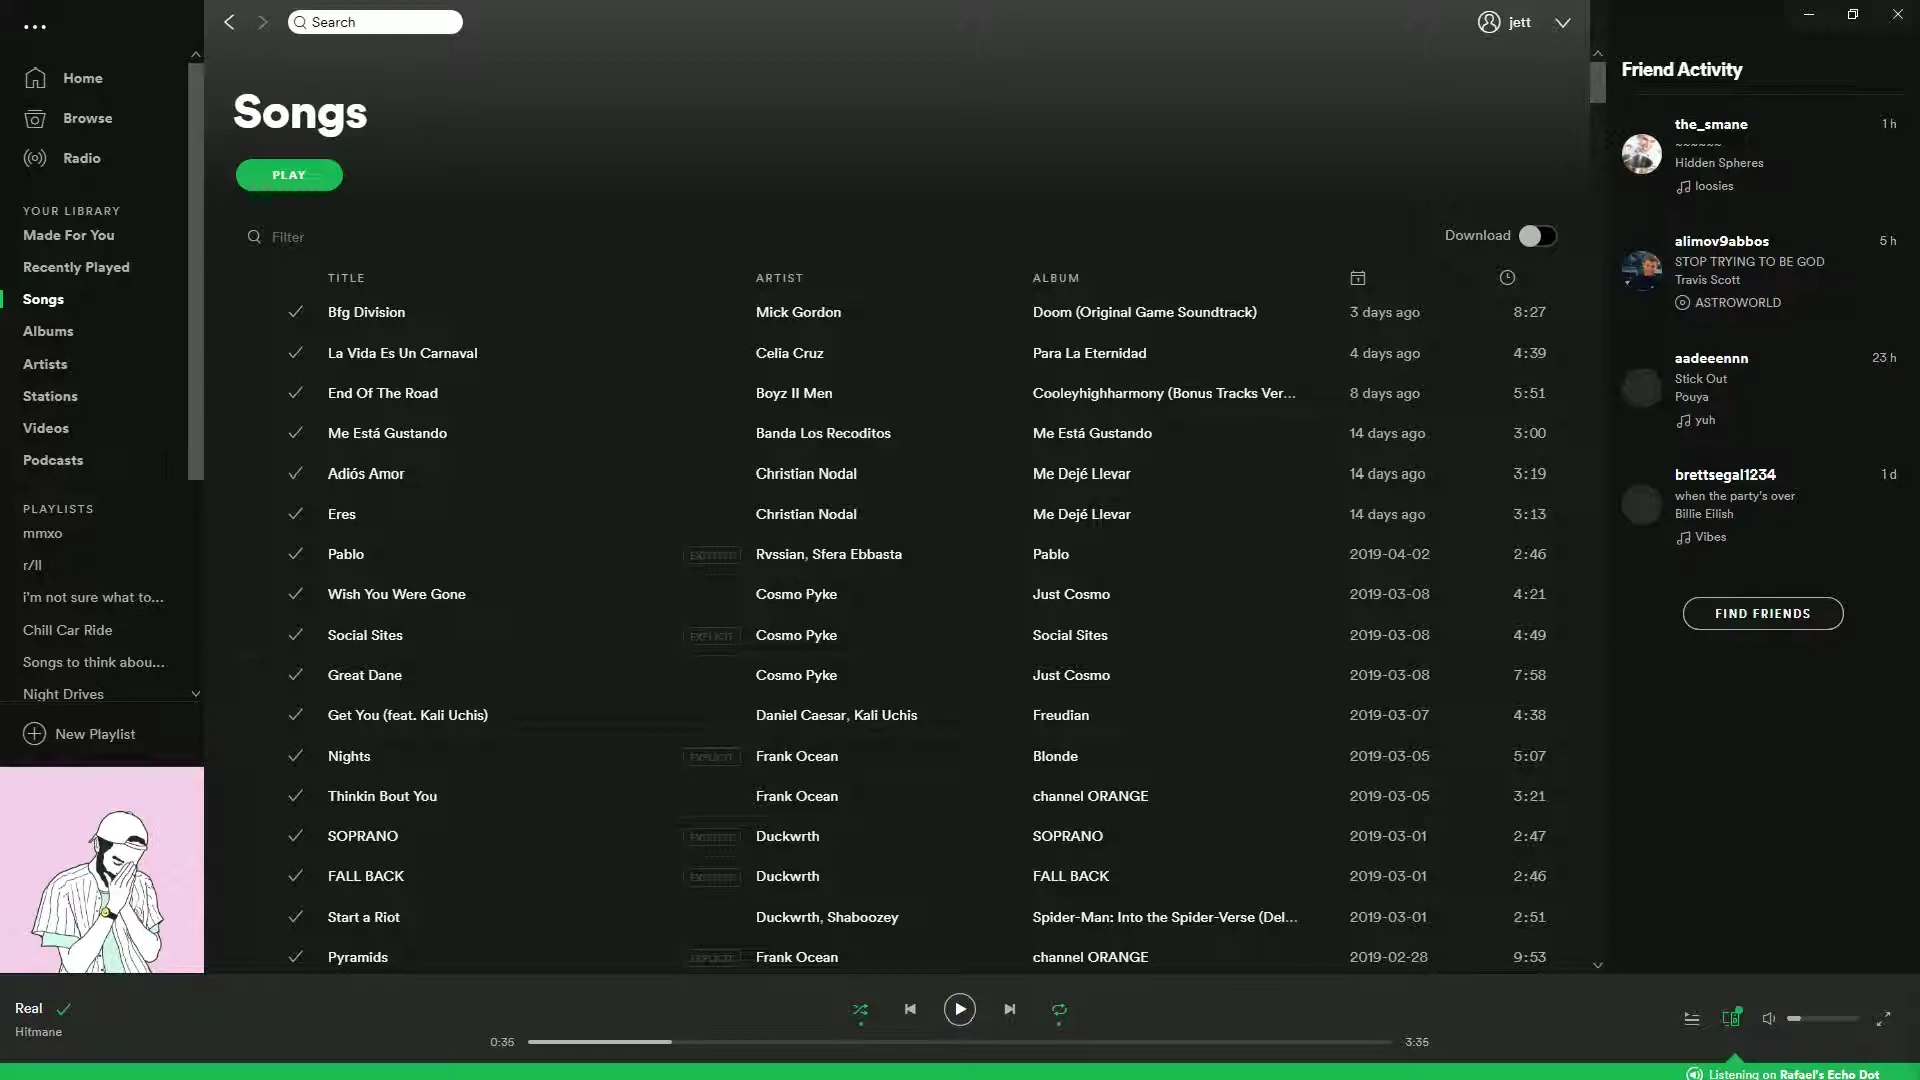 Search
jett
Home
Browse
Radio
YOUR LIBRARY
Made For You
Recently Played
Songs
Albums
Artists
Stations
Videos
Podcasts
PLAYLISTS
mmxo
r/ll
i'm not sure what to...
Chill Car Ride
Songs to think abou...
Night Drives
New Playlist
Songs
PLAY
Filter
Download
TITLE ARTIST ALBUM
Bfg Division Mick Gordon Doom (Original Game Soundtrack) 3 days ago 8:27
La Vida Es Un Carnaval Celia Cruz Para La Eternidad 4 days ago 4:39
End Of The Road Boyz II Men Cooleyhighharmony (Bonus Tracks Ver... 8 days ago 5:51
Me Está Gustando Banda Los Recoditos Me Está Gustando 14 days ago 3:00
Adiós Amor Christian Nodal Me Dejé Llevar 14 days ago 3:19
Eres Christian Nodal Me Dejé Llevar 14 days ago 3:13
Pablo EXPLICIT Rvssian, Sfera Ebbasta Pablo 2019-04-02 2:46
Wish You Were Gone Cosmo Pyke Just Cosmo 2019-03-08 4:21
Social Sites EXPLICIT Cosmo Pyke Social Sites 2019-03-08 4:49
Great Dane Cosmo Pyke Just Cosmo 2019-03-08 7:58
Get You (feat. Kali Uchis) Daniel Caesar, Kali Uchis Freudian 2019-03-07 4:38
Nights EXPLICIT Frank Ocean Blonde 2019-03-05 5:07
Thinkin Bout You Frank Ocean channel ORANGE 2019-03-05 3:21
SOPRANO EXPLICIT Duckwrth SOPRANO 2019-03-01 2:47
FALL BACK EXPLICIT Duckwrth FALL BACK 2019-03-01 2:46
Start a Riot Duckwrth, Shaboozey Spider-Man: Into the Spider-Verse (Del... 2019-03-01 2:51
Pyramids EXPLICIT Frank Ocean channel ORANGE 2019-02-28 9:53
Friend Activity
the_smane 1 h
~~~~~~
Hidden Spheres
loosies
alimov9abbos 5 h
STOP TRYING TO BE GOD
Travis Scott
ASTROWORLD
aadeeennn 23 h
Stick Out
Pouya
yuh
brettsegal1234 1 d
when the party's over
Billie Eilish
Vibes
FIND FRIENDS
Real
Hitmane
0:35 3:35
Listening on Rafael's Echo Dot